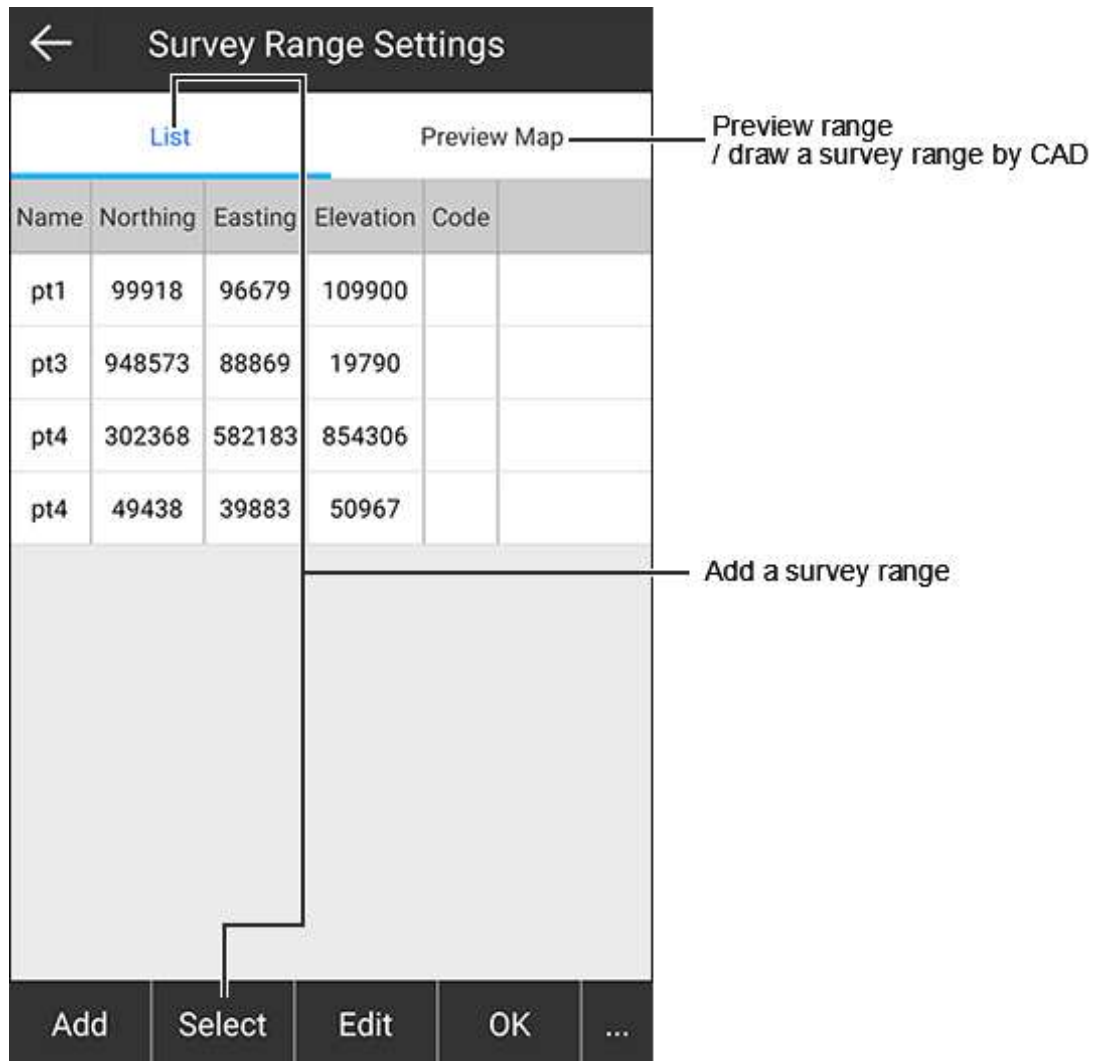 Survey Range Settings
List Preview Map
Preview range
/ draw a survey range by CAD
Name Northing Easting Elevation Code
pt1 99918 96679 109900
pt3 948573 88869 19790
pt4 302368 582183 854306
pt4 49438 39883 50967
Add a survey range
Add Select Edit OK ...